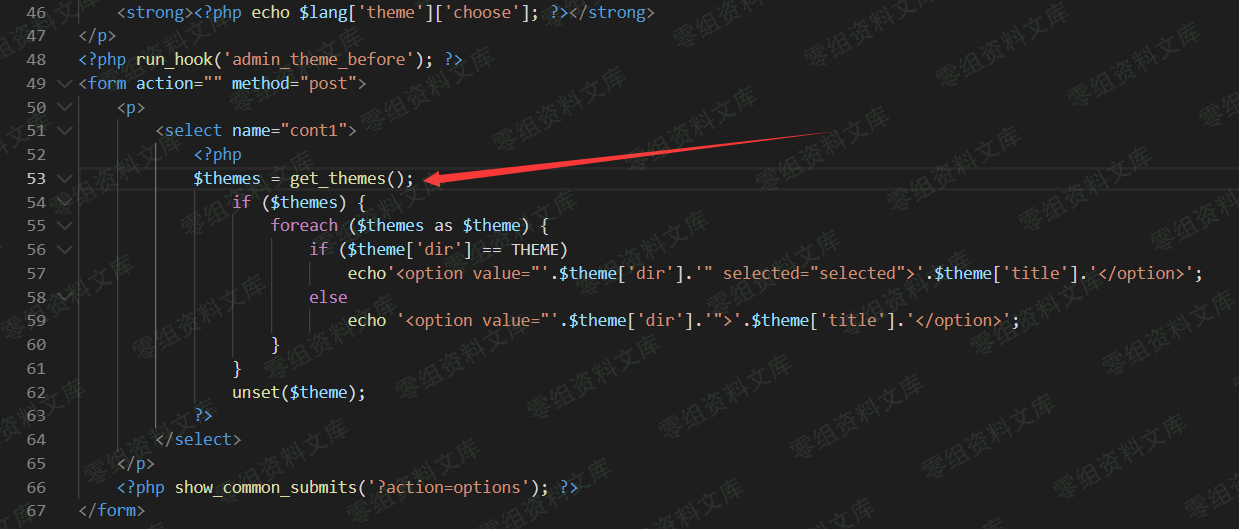 46 <strong><?php echo $lang['theme']['choose']; ?></strong>
47 </p>
48 <?php run_hook('admin_theme_before'); ?>
49 <form action="" method="post">
50 <p>
51 <select name="cont1">
52 <?php
53 $themes = get_themes();
54 if ($themes) {
55 foreach ($themes as $theme) {
56 if ($theme['dir'] == THEME)
57 echo'<option value="'.$theme['dir'].'" selected="selected">'.$theme['title'].'</option>';
58 else
59 echo '<option value="'.$theme['dir'].'">'.$theme['title'].'</option>';
60 }
61 }
62 unset($theme);
63 ?>
64 </select>
65 </p>
66 <?php show_common_submits('?action=options'); ?>
67 </form>
零组资料文库